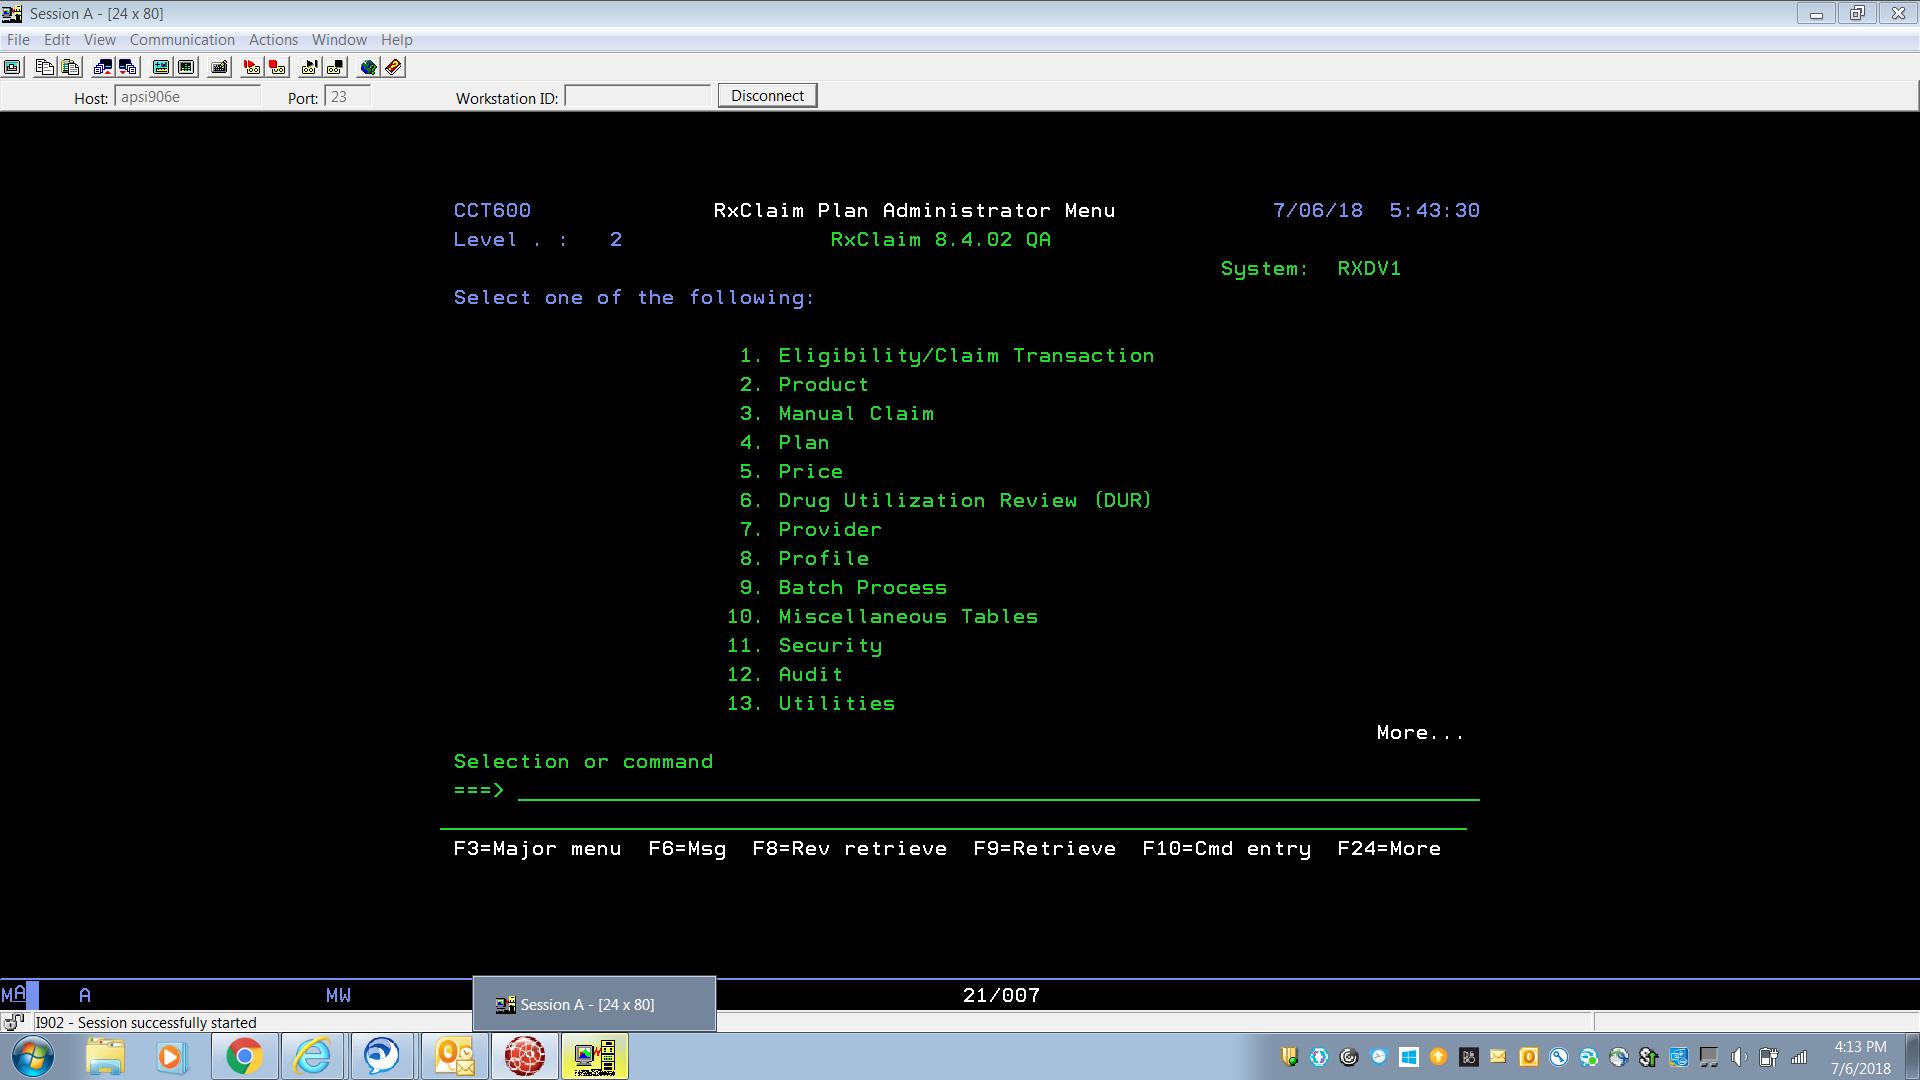 Session A - [24 x 80]
File Edit View Communication Actions Window Help
Host: apsi906e Port: 23 Workstation ID: Disconnect
CCT600 RxClaim Plan Administrator Menu 7/06/18 5:43:30
Level . : 2 RxClaim 8.4.02 QA
System: RXDV1
Select one of the following:
1. Eligibility/Claim Transaction
2. Product
3. Manual Claim
4. Plan
5. Price
6. Drug Utilization Review (DUR)
7. Provider
8. Profile
9. Batch Process
10. Miscellaneous Tables
11. Security
12. Audit
13. Utilities
More...
Selection or command
===>
F3=Major menu F6=Msg F8=Rev retrieve F9=Retrieve F10=Cmd entry F24=More
MA A MW 21/007
Session A - [24 x 80]
I902 - Session successfully started
4:13 PM
7/6/2018